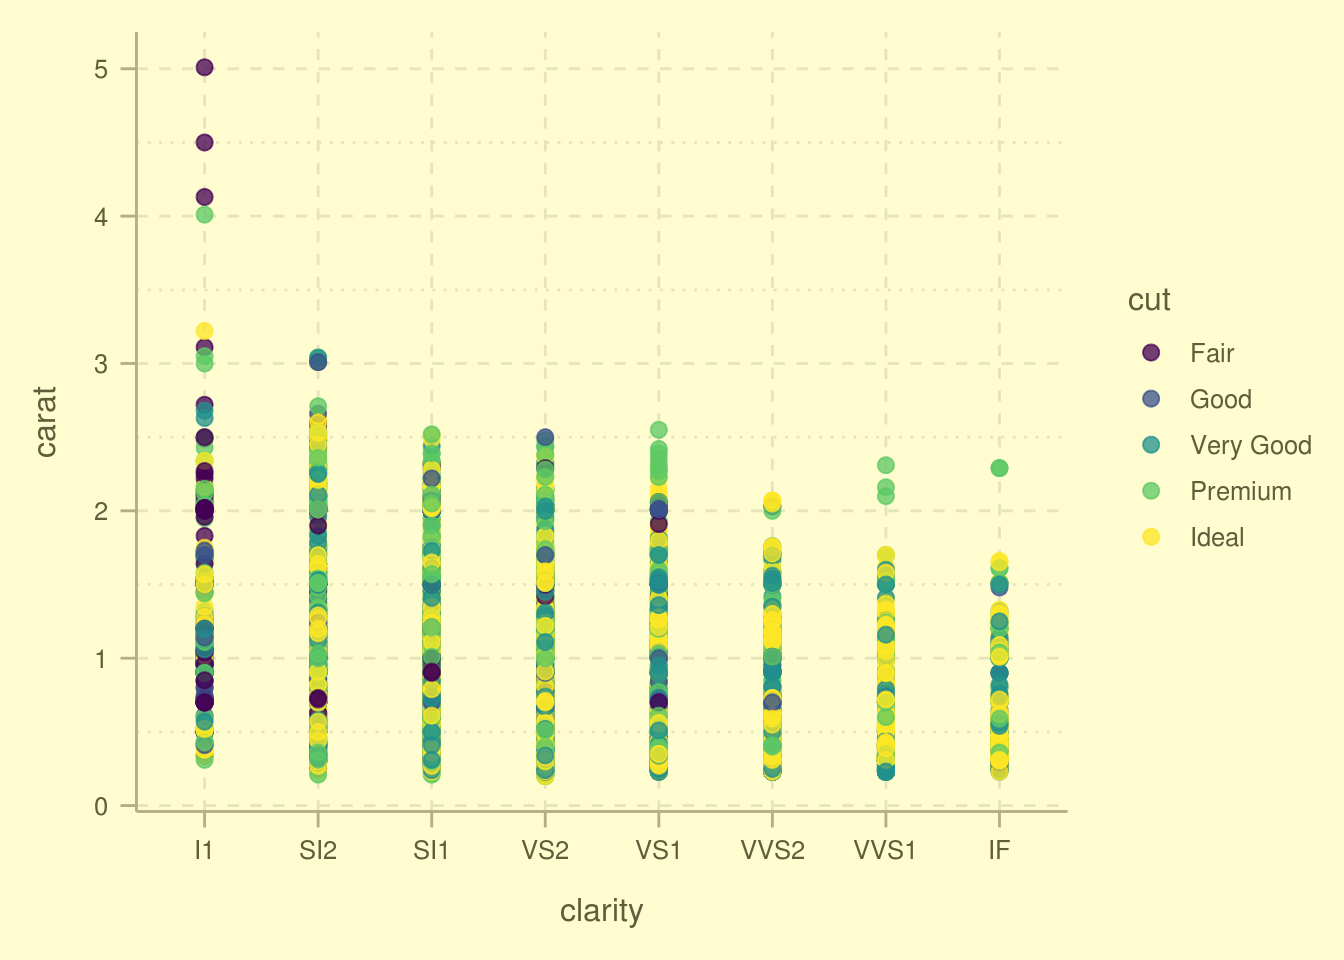 5
4
3
2
1
0
carat
I1 SI2 SI1 VS2 VS1 VVS2 VVS1 IF
clarity
cut
Fair
Good
Very Good
Premium
Ideal